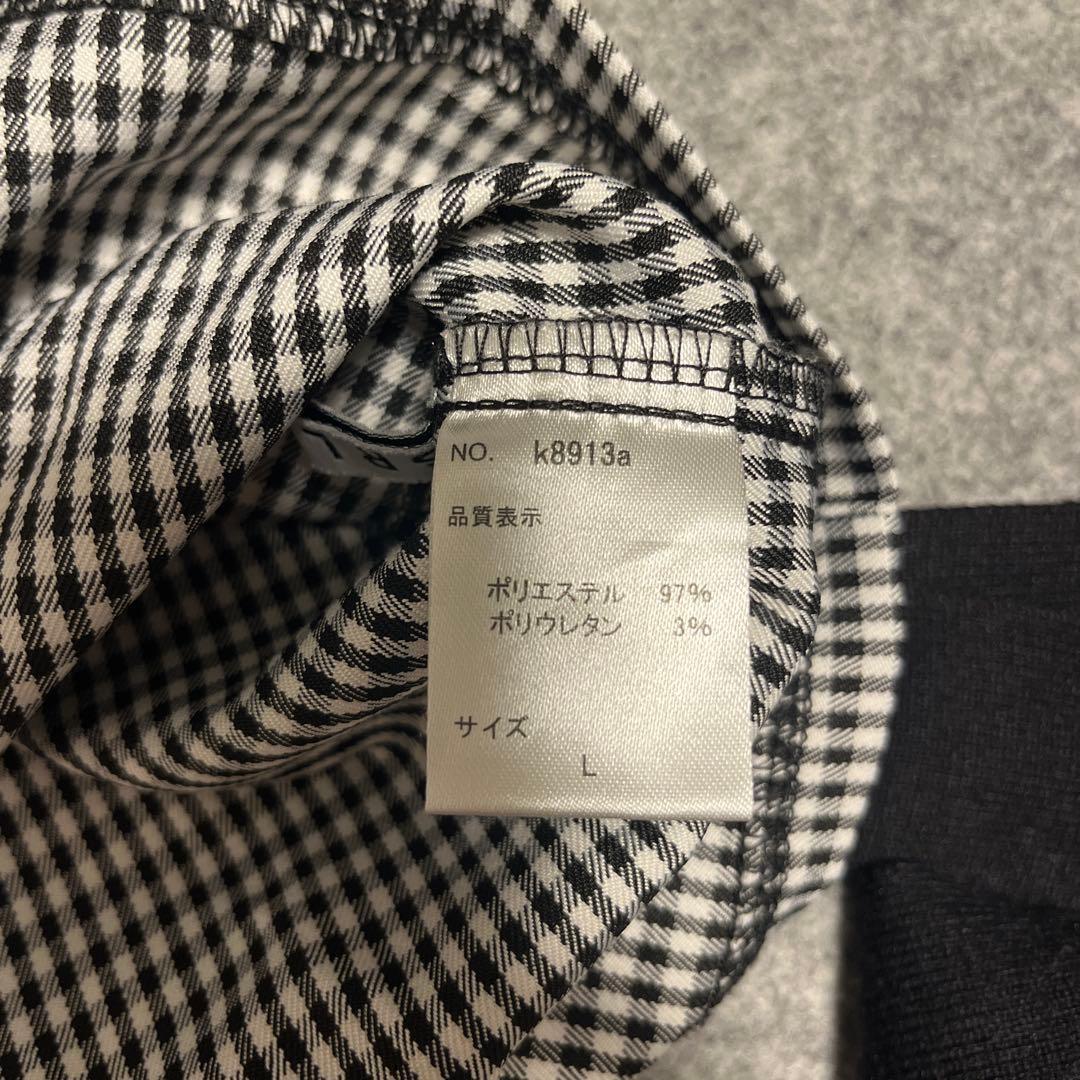 NO. k8913a
品質表示
ポリエステル 97%
ポリウレタン 3%
サイズ
L